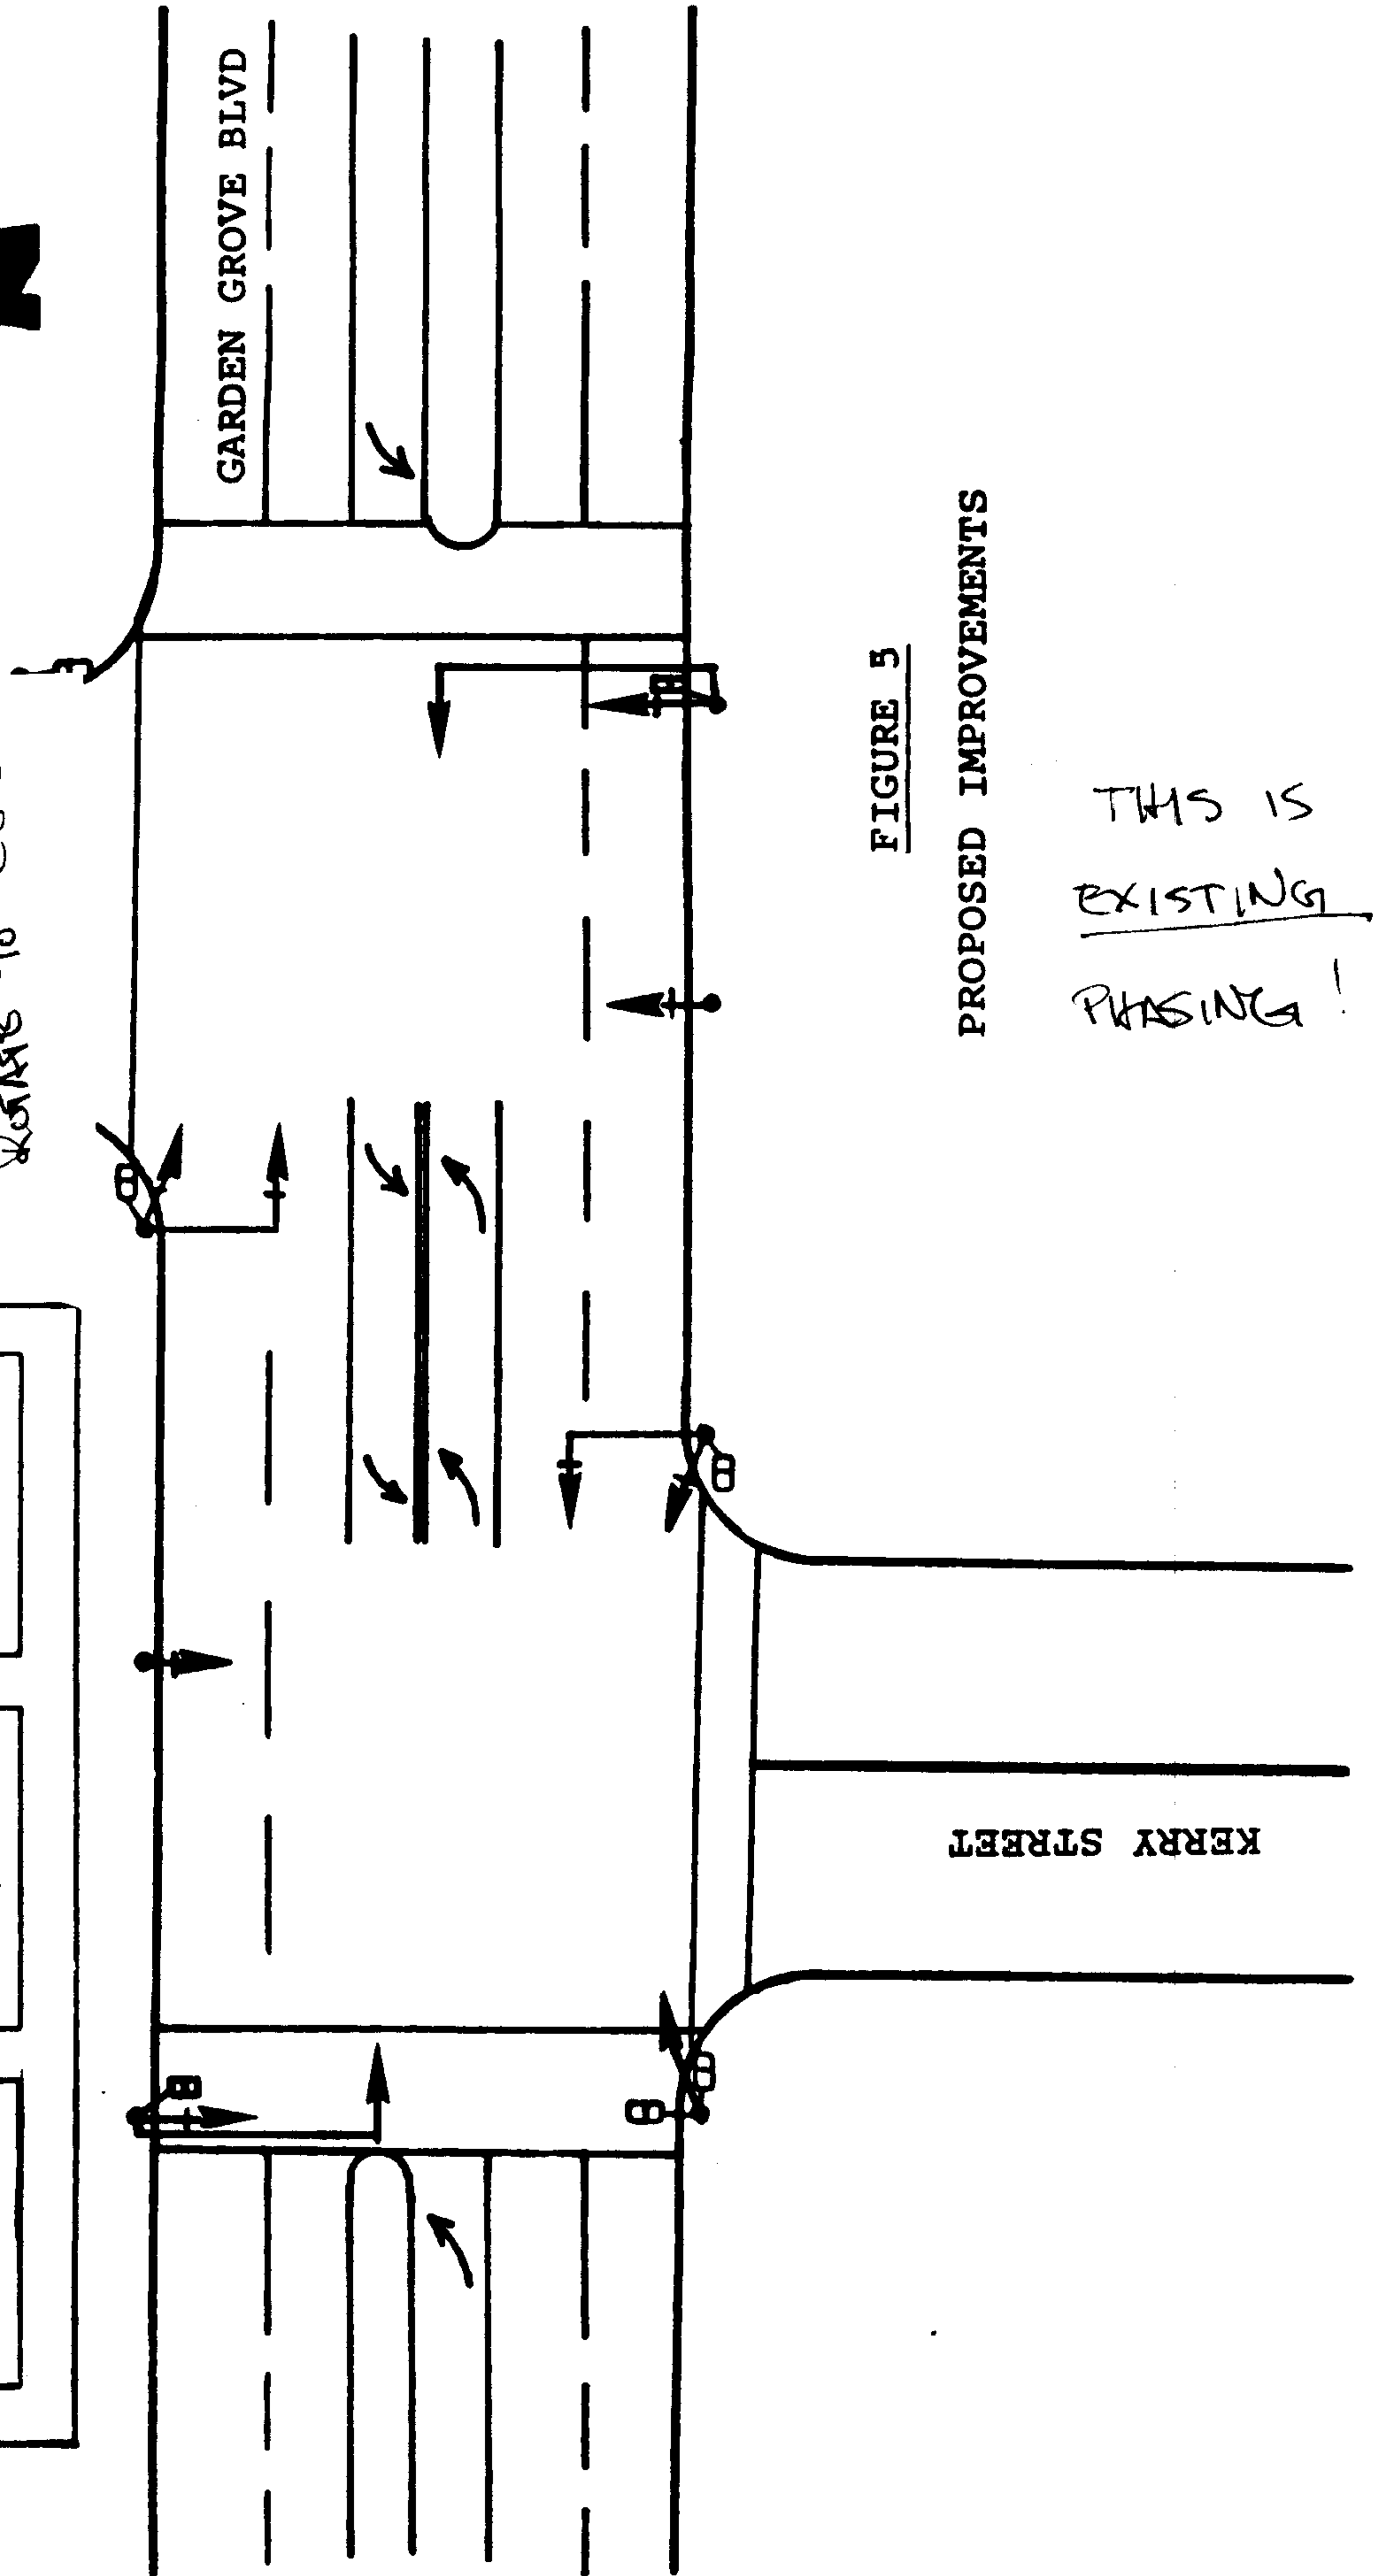 GARDEN GROVE BLVD
FIGURE 5
PROPOSED IMPROVEMENTS
THIS IS
EXISTING
PHASING!
KERRY STREET